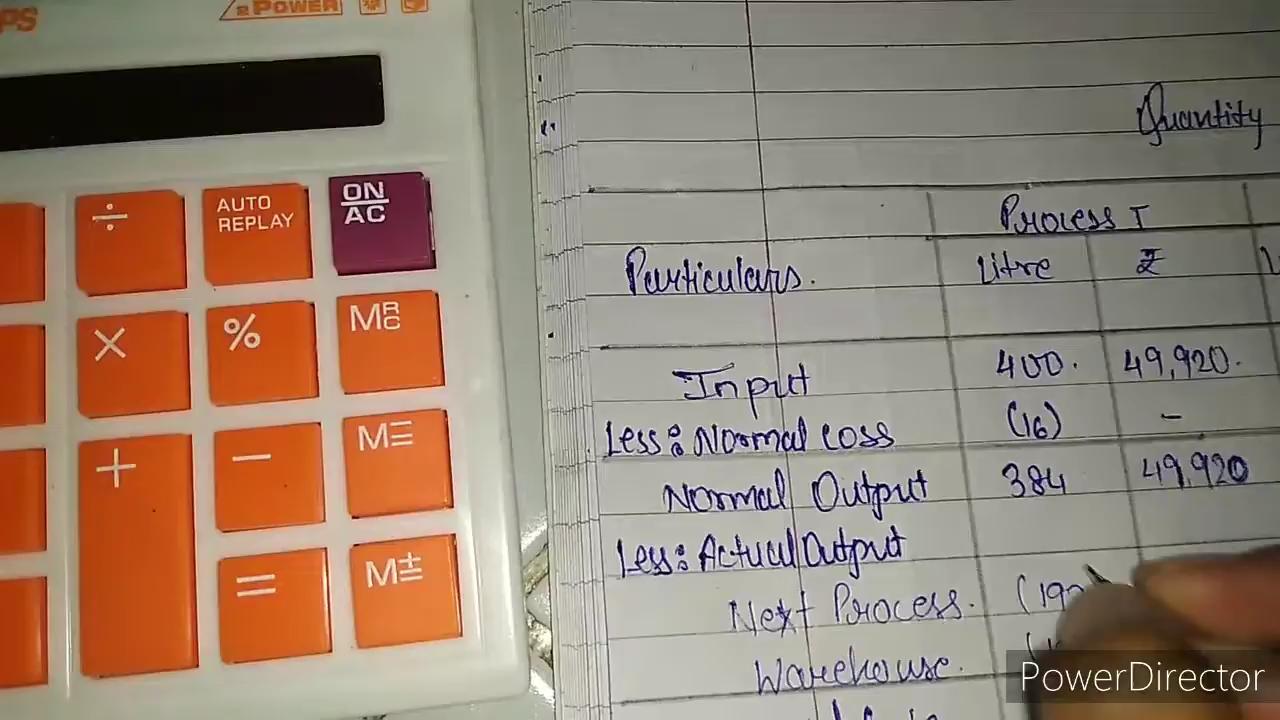 PS 2 POWER
÷ AUTO REPLAY ON AC
× % MRC
+ − M=
= M±
Quantity
Process I
Particulars. Litre ₹
Input 400. 49,920.
Less: Normal Loss (16) -
Normal Output 384 49,920
Less: Actual Output
Next Process.
Warehouse.
PowerDirector